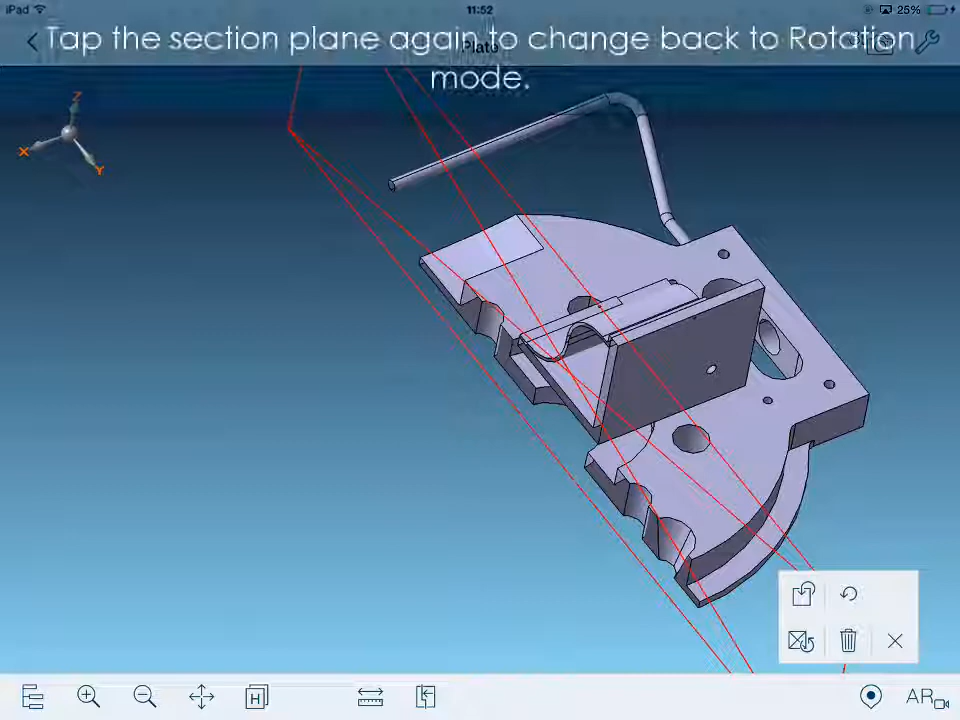 iPad 11:52 25%
Tap the section plane again to change back to Rotation
Plate
mode.
Z
X
Y
H
AR